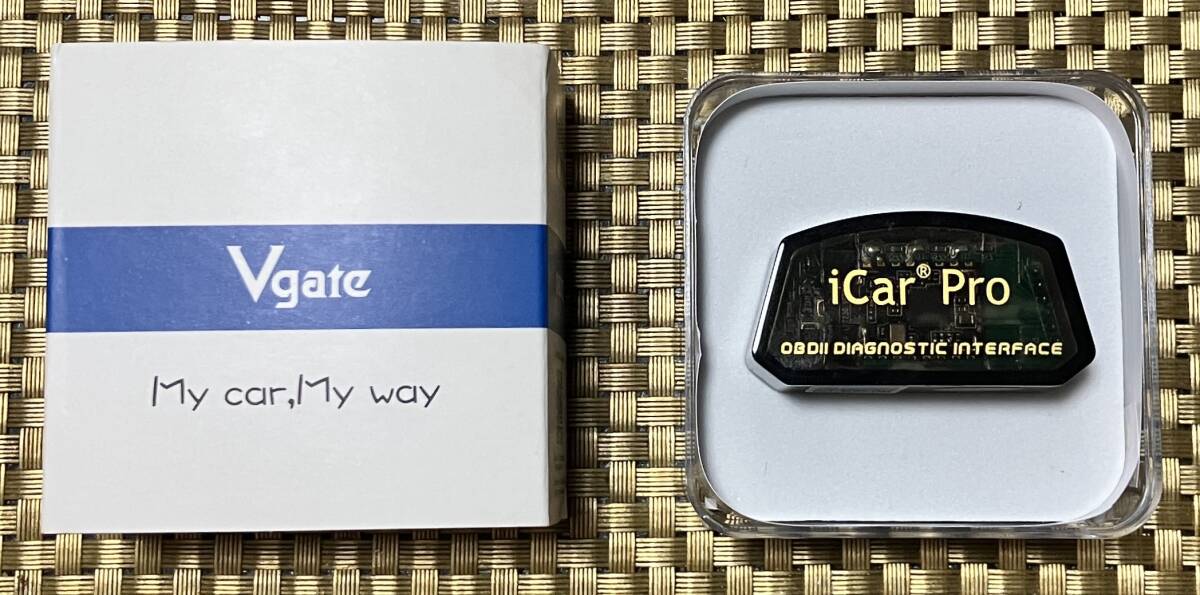 Vgate
My car,My way
iCar® Pro
OBDII DIAGNOSTIC INTERFACE